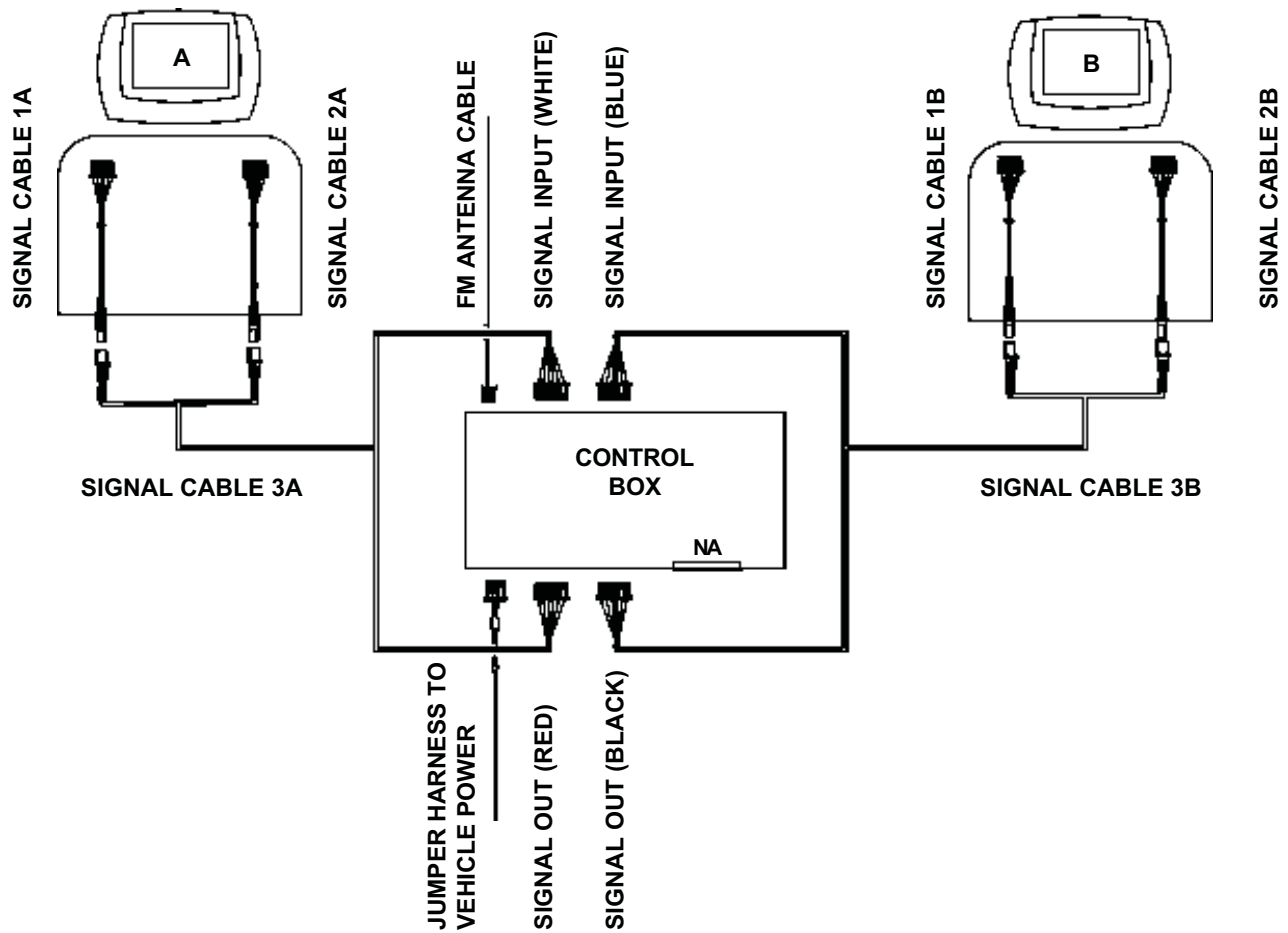 A
B
SIGNAL CABLE 1A
SIGNAL CABLE 2A
FM ANTENNA CABLE
SIGNAL INPUT (WHITE)
SIGNAL INPUT (BLUE)
SIGNAL CABLE 1B
SIGNAL CABLE 2B
CONTROL
BOX
SIGNAL CABLE 3A
SIGNAL CABLE 3B
NA
JUMPER HARNESS TO
VEHICLE POWER
SIGNAL OUT (RED)
SIGNAL OUT (BLACK)